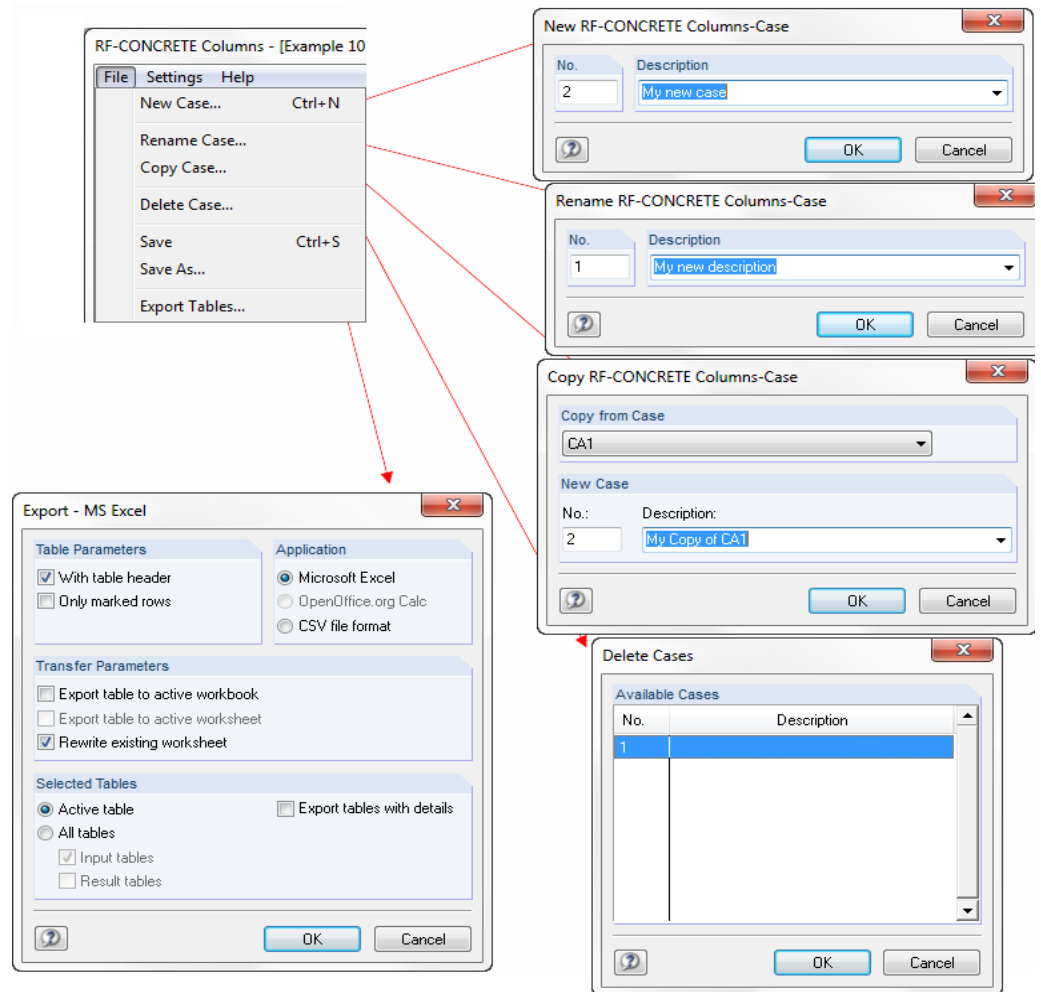 RF-CONCRETE Columns - [Example 10
File Settings Help
New Case... Ctrl+N
Rename Case...
Copy Case...
Delete Case...
Save Ctrl+S
Save As...
Export Tables...
New RF-CONCRETE Columns-Case
No. Description
2 My new case
OK Cancel
Rename RF-CONCRETE Columns-Case
No. Description
1 My new description
OK Cancel
Copy RF-CONCRETE Columns-Case
Copy from Case
CA1
New Case
No.: Description:
2 My Copy of CA1
OK Cancel
Export - MS Excel
Table Parameters Application
With table header Microsoft Excel
Only marked rows OpenOffice.org Calc
CSV file format
Transfer Parameters
Export table to active workbook
Export table to active worksheet
Rewrite existing worksheet
Selected Tables
Active table Export tables with details
All tables
Input tables
Result tables
OK Cancel
Delete Cases
Available Cases
No. Description
1
OK Cancel